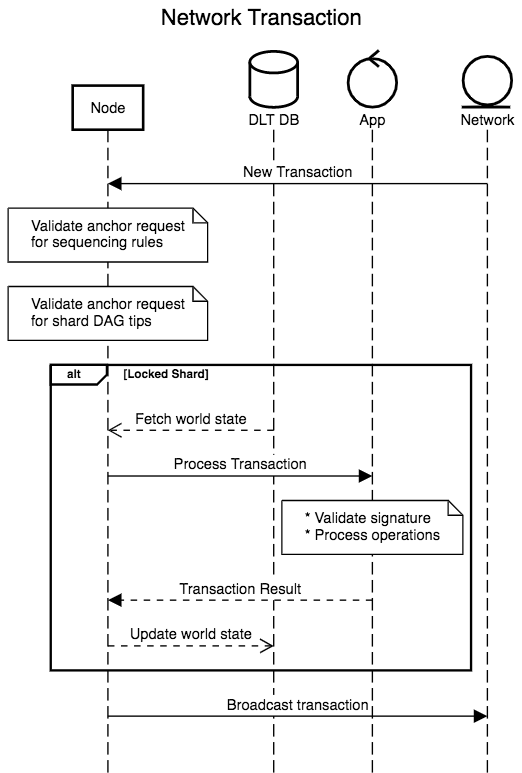 Network Transaction
Node
DLT DB
App
Network
New Transaction
Validate anchor request
for sequencing rules
Validate anchor request
for shard DAG tips
alt
[Locked Shard]
Fetch world state
Process Transaction
* Validate signature
* Process operations
Transaction Result
Update world state
Broadcast transaction